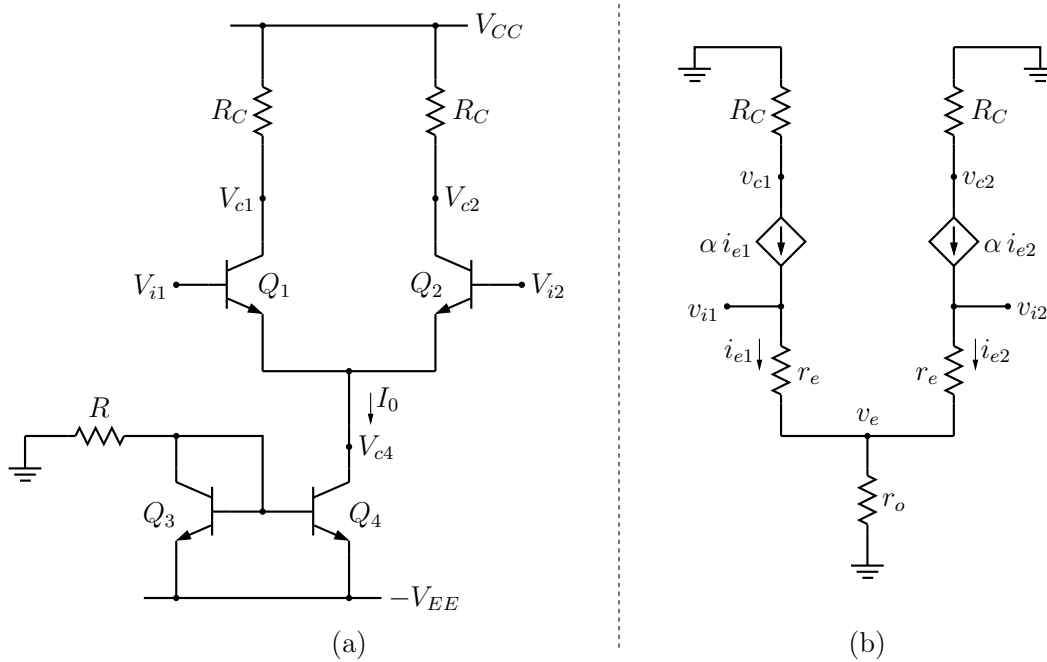 V_{CC}
R_C
R_C
V_{c1}
V_{c2}
V_{i1}
Q_1
Q_2
V_{i2}
I_0
R
V_{c4}
Q_3
Q_4
−V_{EE}
(a)
R_C
R_C
v_{c1}
v_{c2}
α i_{e1}
α i_{e2}
v_{i1}
v_{i2}
i_{e1}
r_e
r_e
i_{e2}
v_e
r_o
(b)